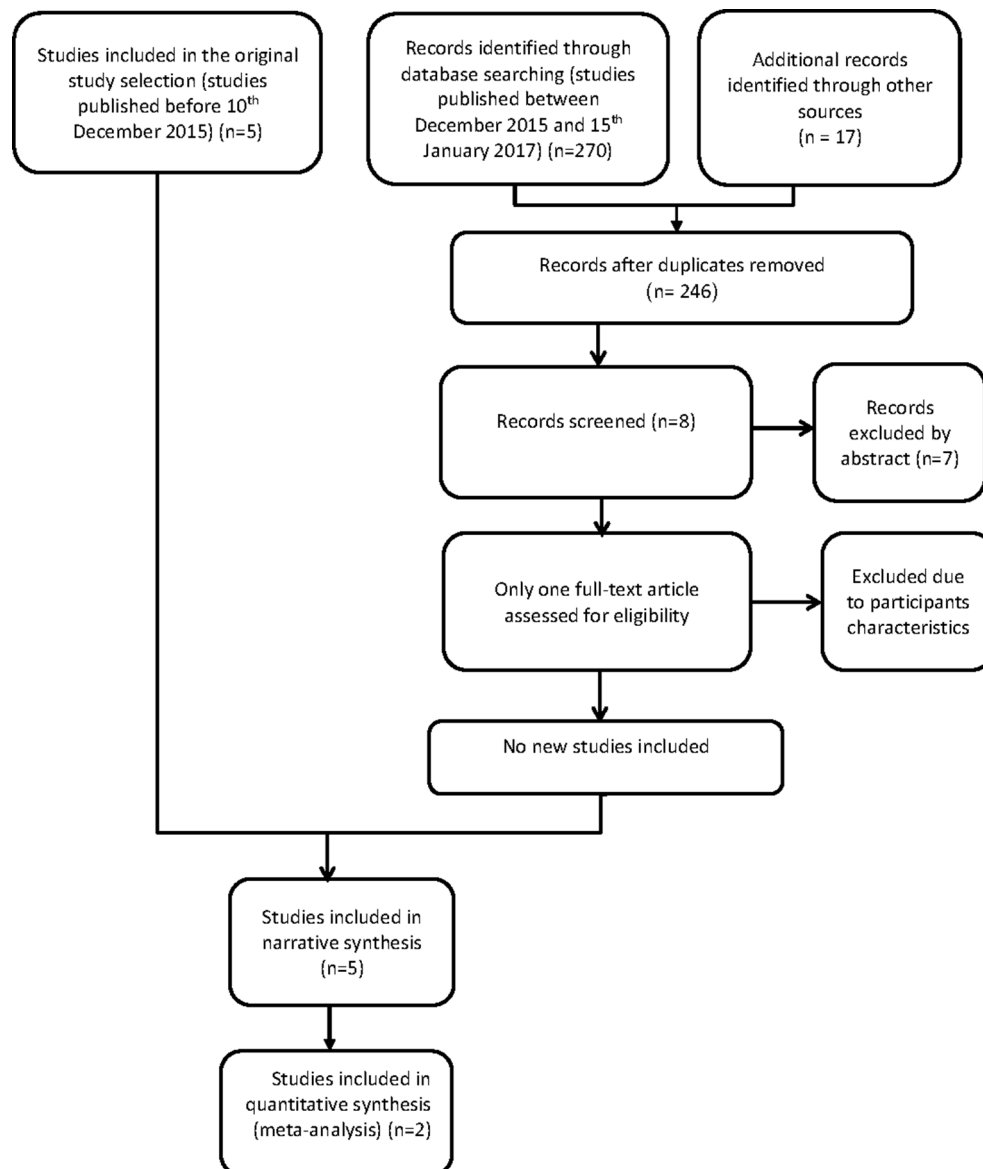 Studies included in the original
study selection (studies
published before 10th
December 2015) (n=5)
Records identified through
database searching (studies
published between
December 2015 and 15th
January 2017) (n=270)
Additional records
identified through other
sources
(n = 17)
Records after duplicates removed
(n= 246)
Records screened (n=8)
Records
excluded by
abstract (n=7)
Only one full-text article
assessed for eligibility
Excluded due
to participants
characteristics
No new studies included
Studies included in
narrative synthesis
(n=5)
Studies included in
quantitative synthesis
(meta-analysis) (n=2)